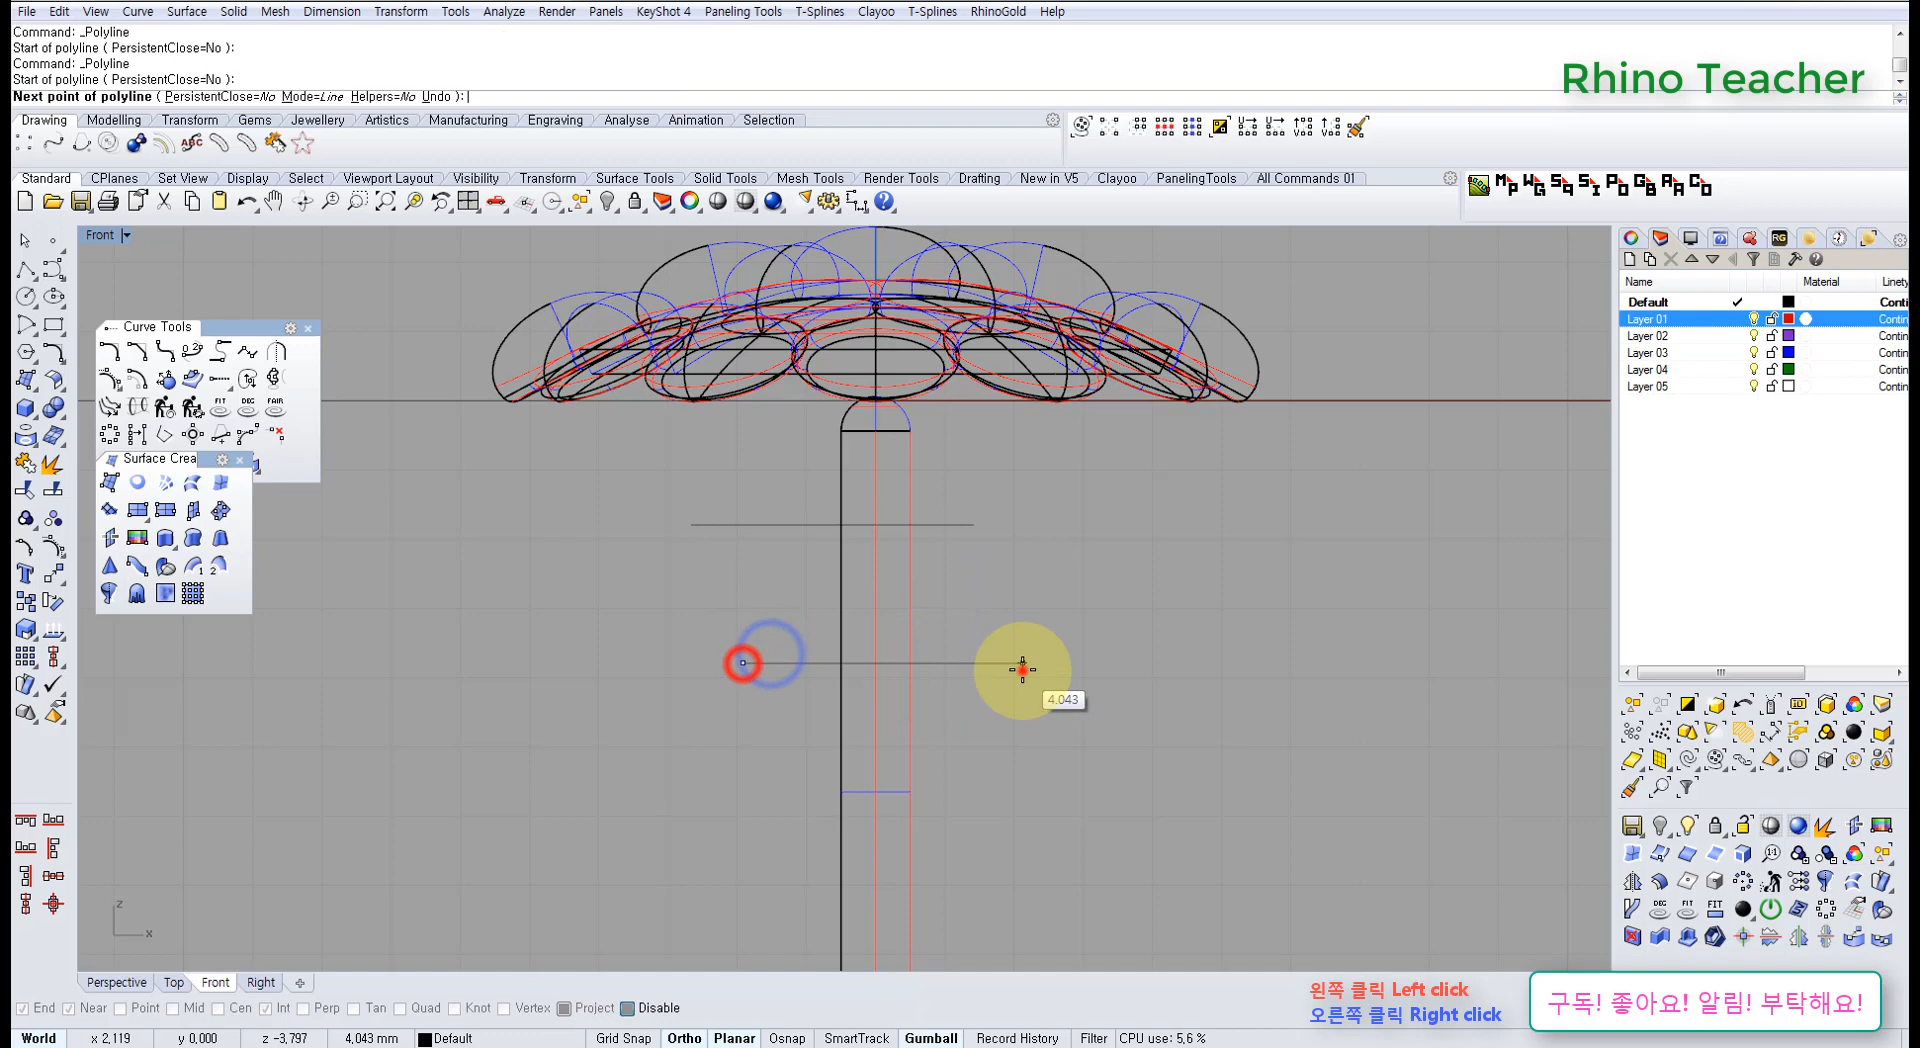 File Edit View Curve Surface Solid Mesh Dimension Transform Tools Analyze Render Panels KeyShot 4 Paneling Tools T-Splines Clayoo T-Splines RhinoGold Help
Command: _Polyline
Start of polyline ( PersistentClose=No ):
Command: _Polyline
Start of polyline ( PersistentClose=No ):
Next point of polyline ( PersistentClose=No Mode=Line Helpers=No Undo ):
Rhino Teacher
Drawing Modelling Transform Gems Jewellery Artistics Manufacturing Engraving Analyse Animation Selection
Standard CPlanes Set View Display Select Viewport Layout Visibility Transform Surface Tools Solid Tools Mesh Tools Render Tools Drafting New in V5 Clayoo PanelingTools All Commands 01
Front
Curve Tools
Surface Crea
Name Material Linety
Default Conti
Layer 01 Contin
Layer 02 Contin
Layer 03 Contin
Layer 04 Contin
Layer 05 Contin
4.043
z
x
Perspective Top Front Right
End Near Point Mid Cen Int Perp Tan Quad Knot Vertex Project Disable
왼쪽 클릭 Left click
오른쪽 클릭 Right click
구독! 좋아요! 알림! 부탁해요!
World x 2,119 y 0,000 z -3,797 4,043 mm Default Grid Snap Ortho Planar Osnap SmartTrack Gumball Record History Filter CPU use: 5,6 %